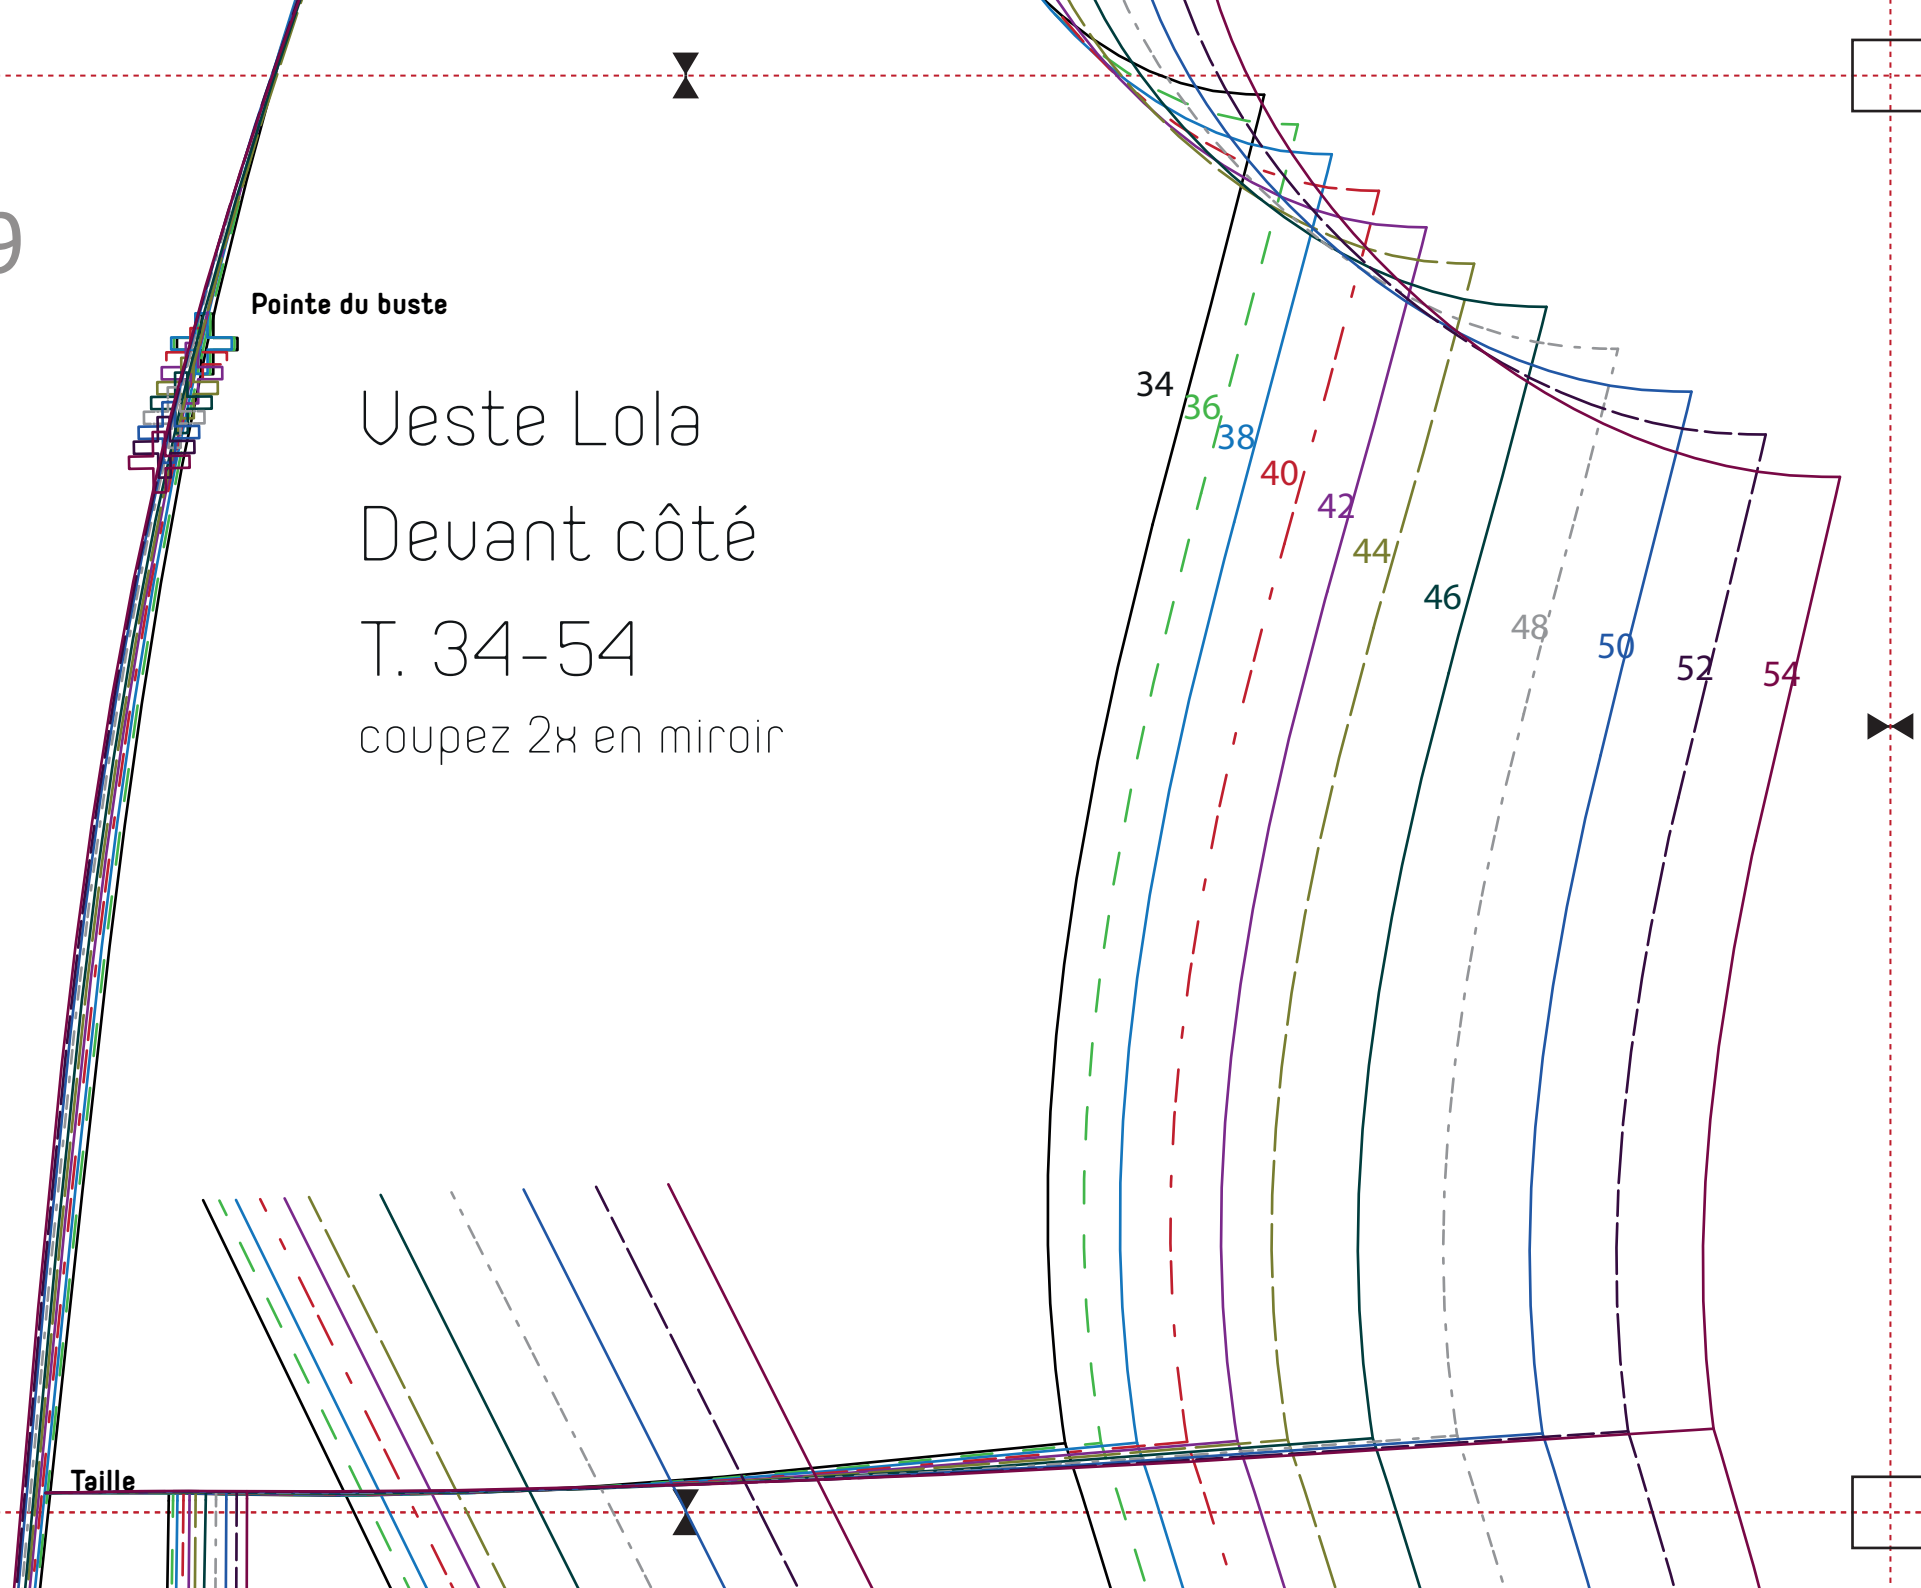 9
Pointe du buste
Veste Lola
Devant côté
T. 34-54
coupez 2x en miroir
34
36
38
40
42
44
46
48
50
52
54
Taille